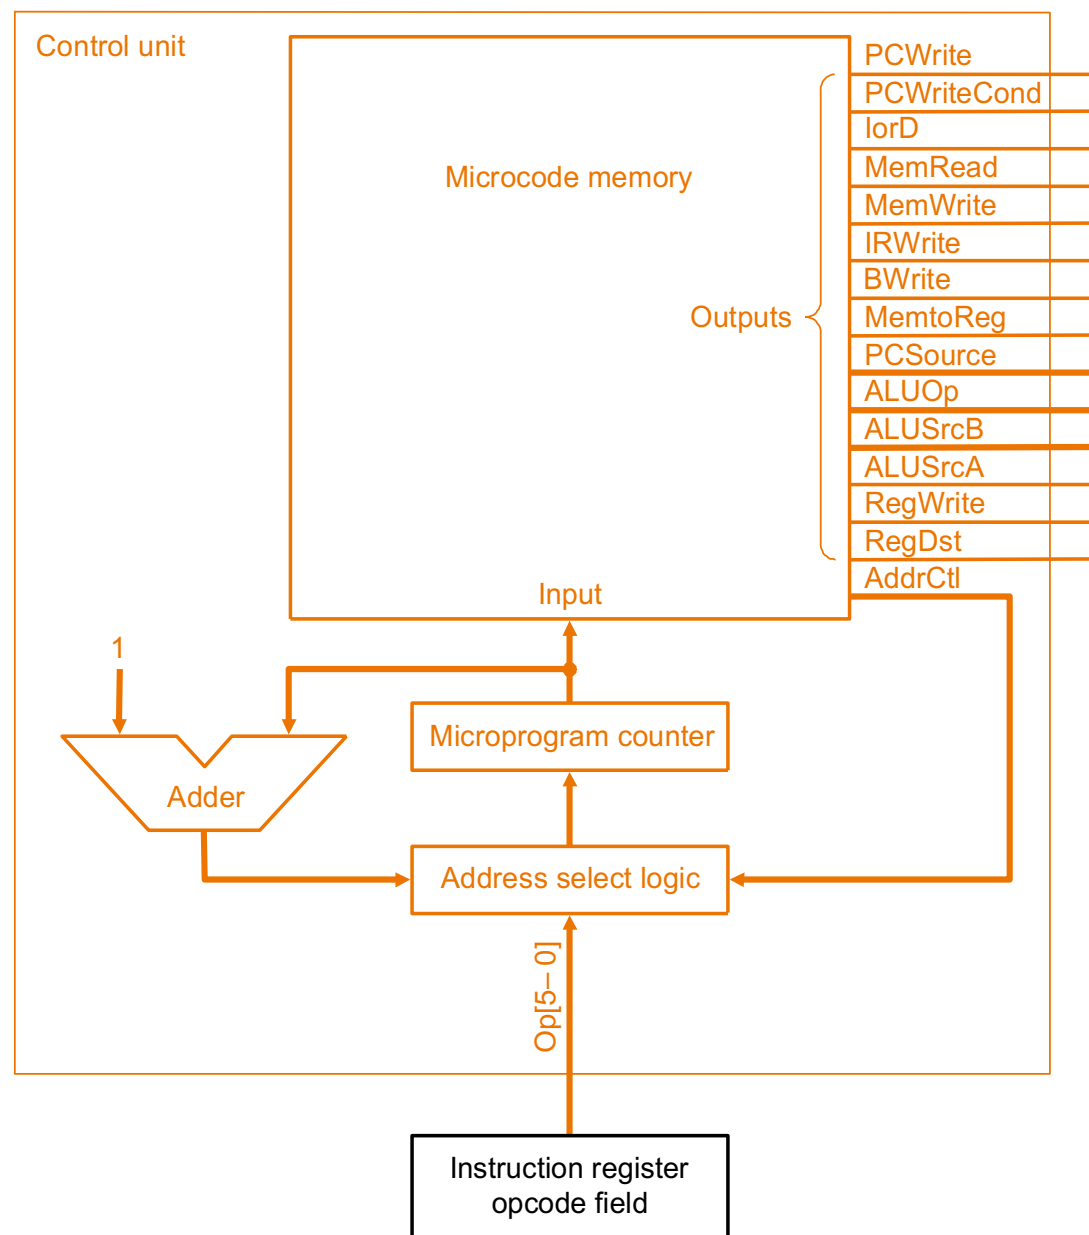 Control unit
PCWrite
PCWriteCond
IorD
Microcode memory
MemRead
MemWrite
IRWrite
BWrite
Outputs
MemtoReg
PCSource
ALUOp
ALUSrcB
ALUSrcA
RegWrite
RegDst
AddrCtl
Input
1
Microprogram counter
Adder
Address select logic
Op[5– 0]
Instruction register
opcode field